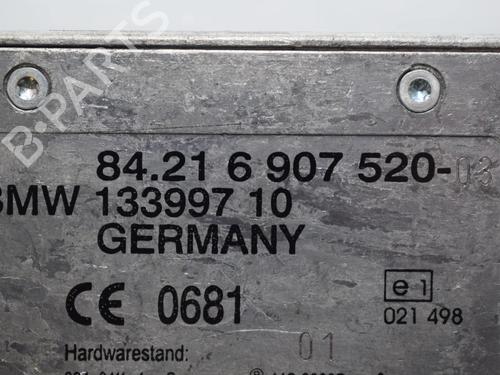 B-PARTS
84.21 6 907 520-03
BMW 133997 10
GERMANY
CE 0681
e1
021 498
Hardwarestand: 01